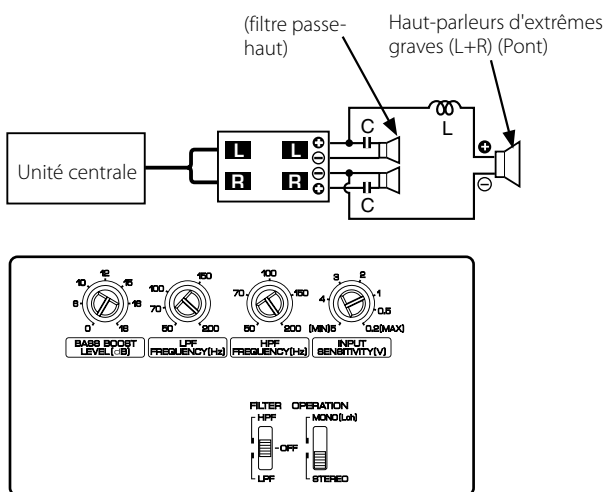 (filtre passe-
haut)
Haut-parleurs d'extrêmes
graves (L+R) (Pont)
Unité centrale
L L
R R
C
C
L
12
10 15
6 18
0 18
BASS BOOST
LEVEL(dB)
150
100
70
50 200
LPF
FREQUENCY(Hz)
100
70 150
50 200
HPF
FREQUENCY(Hz)
3 2
4 1
0.5
(MIN)5 0.2(MAX)
INPUT
SENSITIVITY(V)
FILTER OPERATION
HPF MONO(Lch)
OFF
LPF STEREO